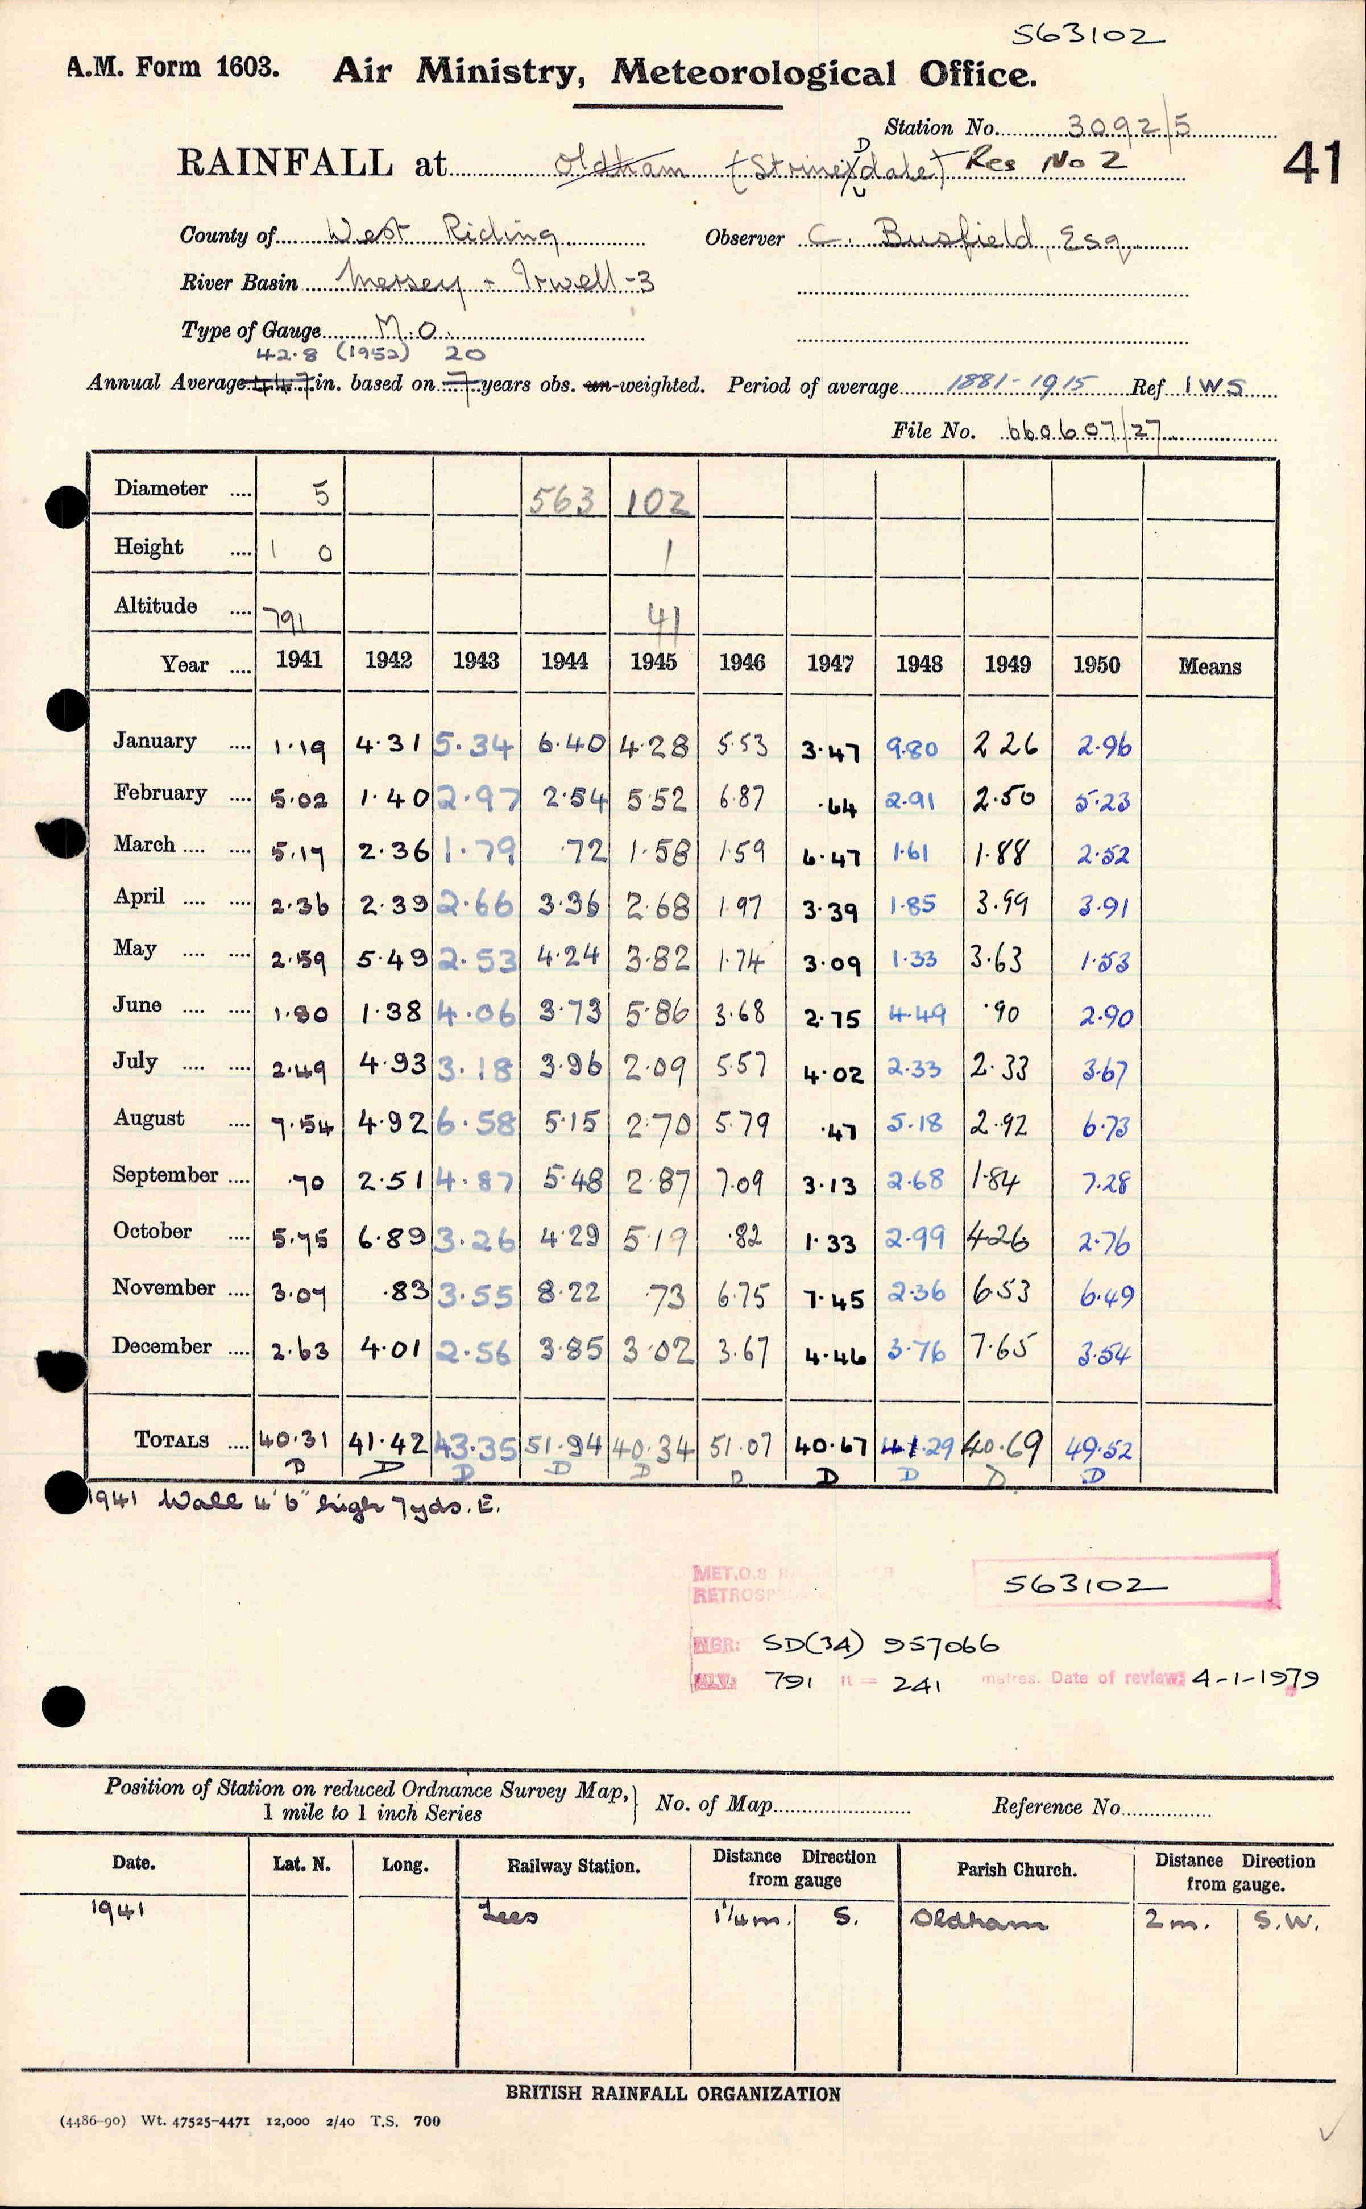 563102
A.M. Form 1603. Air Ministry, Meteorological Office.
Station No. 3092/5
41
RAINFALL at Oldham (Strinesdale) Res No 2
D
County of West Riding Observer C. Busfield, Esq
River Basin Mersey + Irwell-3
Type of Gauge M.O.
42.8 (1952) 20
Annual Average 44.7 in. based on 7 years obs. un-weighted. Period of average 1881-1915 Ref IWS
File No. 660607/27
Diameter .... 5 563 102
Height .... 1 0 1
Altitude .... 791 41
Year .... 1941 1942 1943 1944 1945 1946 1947 1948 1949 1950 Means
January .... 1.19 4.31 5.34 6.40 4.28 5.53 3.47 9.80 2 26 2.96
February .... 5.02 1.40 2.97 2.54 5.52 6.87 .64 2.91 2.50 5.23
March .... .... 5.17 2.36 1.79 .72 1.58 1.59 6.47 1.61 1.88 2.52
April .... .... 2.36 2.39 2.66 3.36 2.68 1.97 3.39 1.85 3.99 3.91
May .... .... 2.59 5.49 2.53 4.24 3.82 1.74 3.09 1.33 3.63 1.53
June .... .... 1.80 1.38 4.06 3.73 5.86 3.68 2.75 4.49 .90 2.90
July .... .... 2.49 4.93 3.18 3.96 2.09 5.57 4.02 2.33 2.33 3.67
August .... 7.54 4.92 6.58 5.15 2.70 5.79 .47 5.18 2.92 6.73
September .... .70 2.51 4.87 5.48 2.87 7.09 3.13 2.68 1.84 7.28
October .... 5.75 6.89 3.26 4.29 5.19 .82 1.33 2.99 4.26 2.76
November .... 3.07 .83 3.55 8.22 .73 6.75 7.45 2.36 6.53 6.49
December .... 2.63 4.01 2.56 3.85 3.02 3.67 4.46 3.76 7.65 3.54
TOTALS .... 40.31 41.42 43.35 51.94 40.34 51.07 40.67 41.29 40.69 49.52
D D D D D D D D D D
1941 Wall 4'6" high 7yds. E.
MET.O.8
RETROSP
563102
NGR: SD(34) 957066
ALV: 791 ft = 241 metres. Date of review: 4-1-1979
Position of Station on reduced Ordnance Survey Map, 1 mile to 1 inch Series } No. of Map Reference No.
Date. Lat. N. Long. Railway Station. Distance Direction from gauge Parish Church. Distance Direction from gauge.
1941 Lees 1¼m. S. Oldham 2m. S.W.
BRITISH RAINFALL ORGANIZATION
(4486-90) Wt. 47525-4471 12,000 2/40 T.S. 700